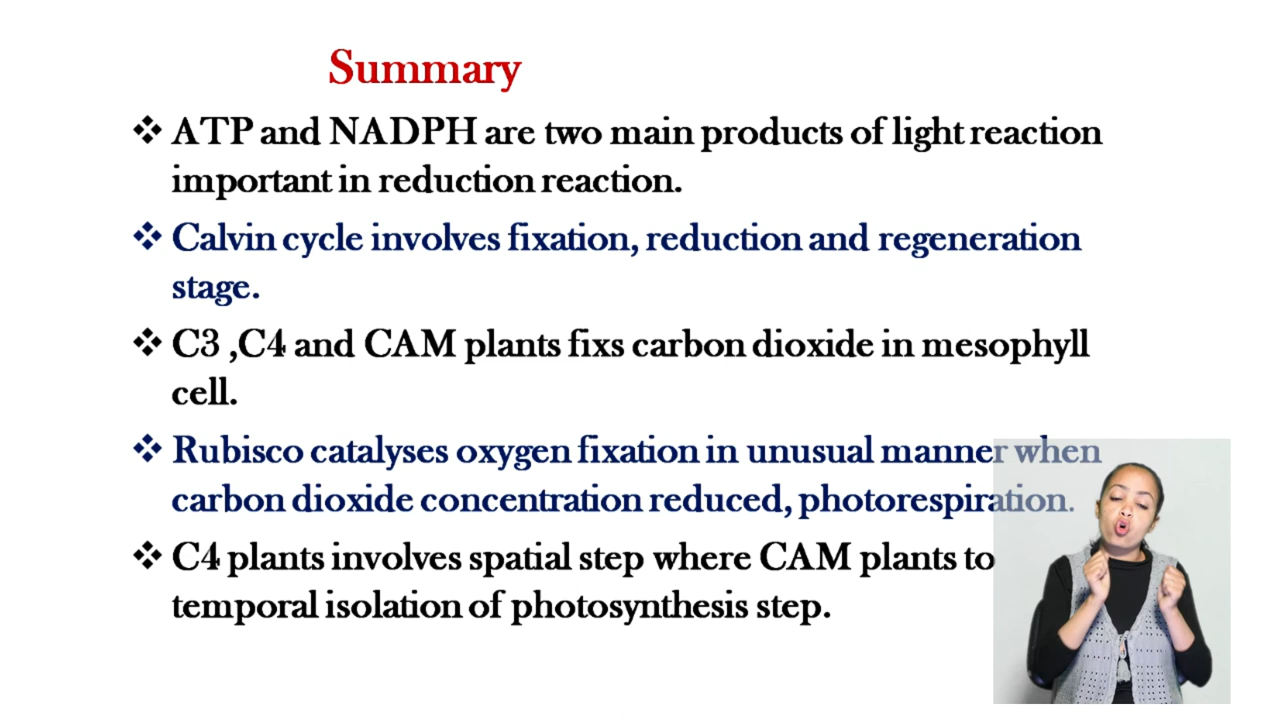 Summary
❖ ATP and NADPH are two main products of light reaction
important in reduction reaction.
❖ Calvin cycle involves fixation, reduction and regeneration
stage.
❖ C3 ,C4 and CAM plants fixs carbon dioxide in mesophyll
cell.
❖ Rubisco catalyses oxygen fixation in unusual manner when
carbon dioxide concentration reduced, photorespiration.
❖ C4 plants involves spatial step where CAM plants to
temporal isolation of photosynthesis step.